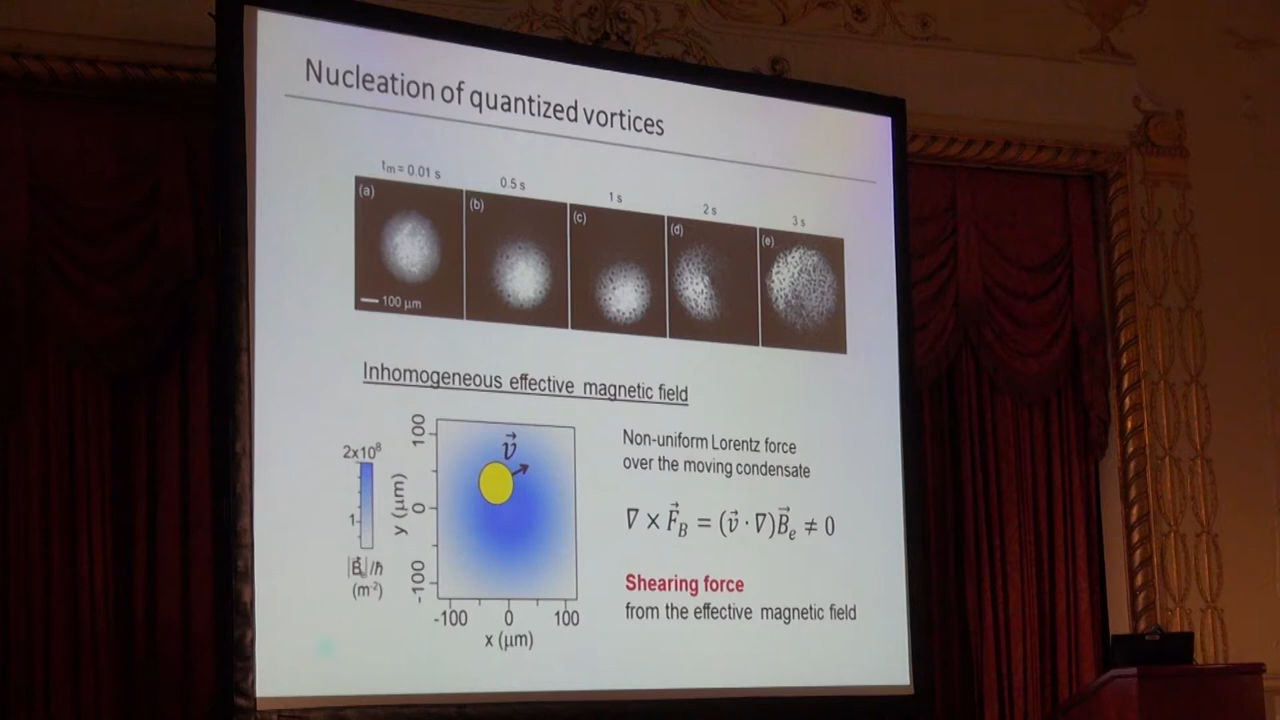 Nucleation of quantized vortices
tm = 0.01 s
0.5 s
1 s
2 s
3 s
(a)
(b)
(c)
(d)
(e)
100 μm
Inhomogeneous effective magnetic field
2x10⁸
1
|B⃗e|/ħ
(m⁻²)
100
0
-100
y (μm)
v⃗
-100 0 100
x (μm)
Non-uniform Lorentz force
over the moving condensate
∇ × F⃗_B = (v⃗ · ∇)B⃗_e ≠ 0
Shearing force
from the effective magnetic field